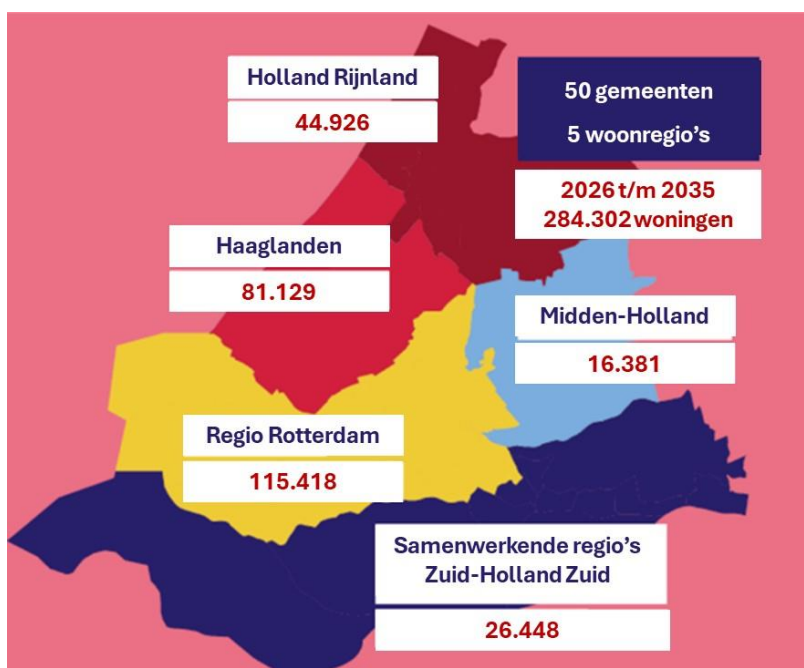 Holland Rijnland
44.926
50 gemeenten
5 woonregio's
2026 t/m 2035
284.302 woningen
Haaglanden
81.129
Midden-Holland
16.381
Regio Rotterdam
115.418
Samenwerkende regio's
Zuid-Holland Zuid
26.448